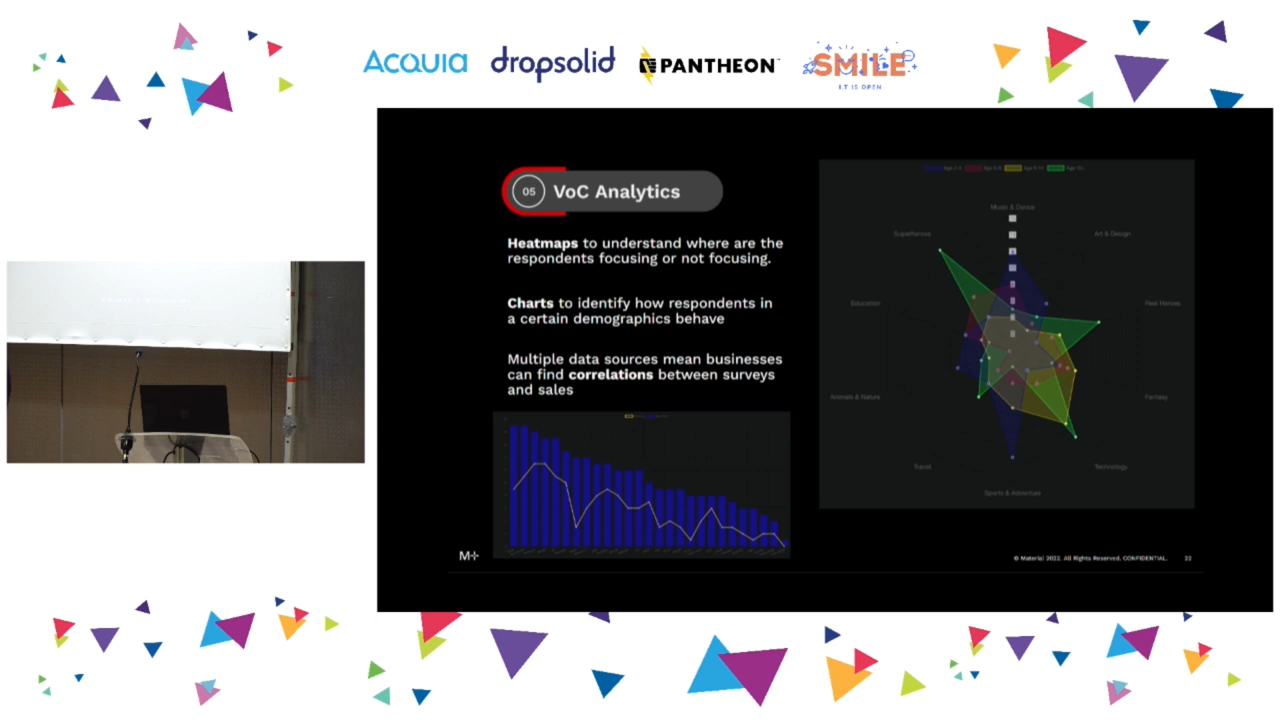 ACQUIA
dropsolid
PANTHEON
SMILE
I.T IS OPEN
05
VoC Analytics
Heatmaps to understand where are the
respondents focusing or not focusing.
Charts to identify how respondents in
a certain demographics behave
Multiple data sources mean businesses
can find correlations between surveys
and sales
Music & Dance
Superheroes
Art & Design
Education
Real Heroes
Animals & Nature
Fantasy
Travel
Technology
Sports & Adventure
M+
© Material 2022. All Rights Reserved, CONFIDENTIAL.
22